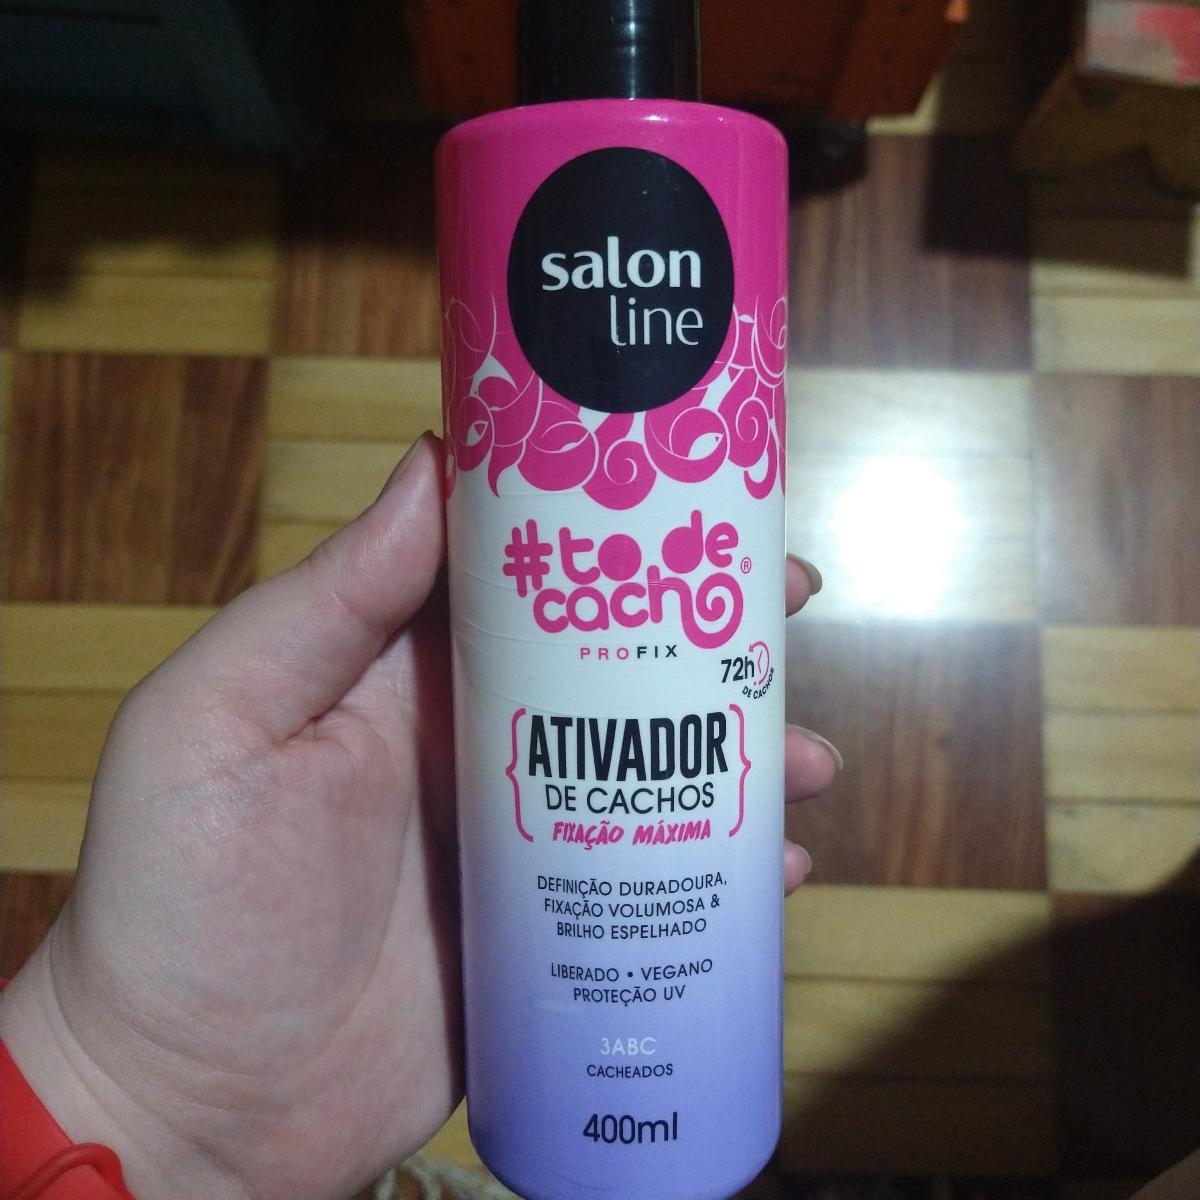 salon
line
#to de
cacho®
PROFIX
72h
DE CACHOS
{ATIVADOR
DE CACHOS
FIXAÇÃO MÁXIMA}
DEFINIÇÃO DURADOURA,
FIXAÇÃO VOLUMOSA &
BRILHO ESPELHADO
LIBERADO • VEGANO
PROTEÇÃO UV
3ABC
CACHEADOS
400ml